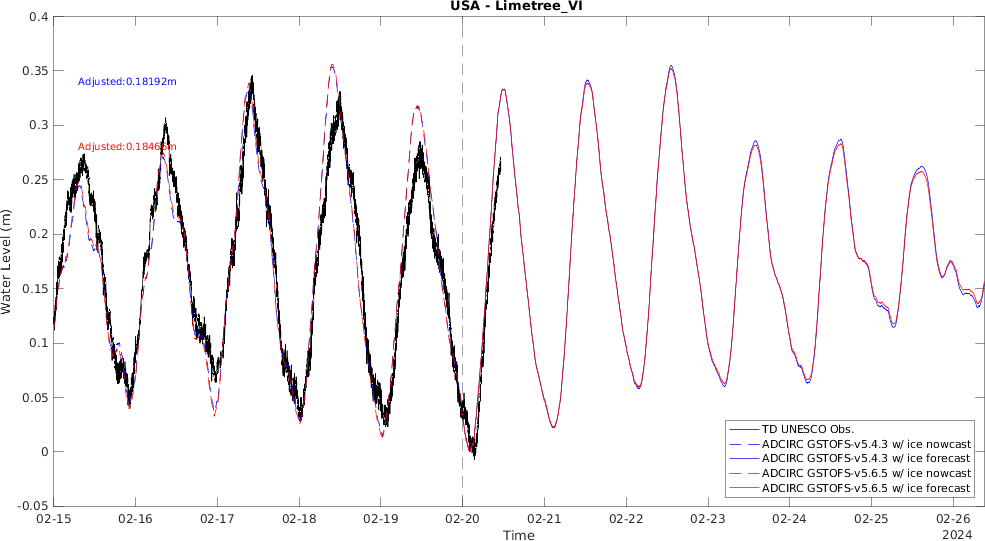 USA - Limetree_VI
0.4
0.35
0.3
0.25
0.2
0.15
0.1
0.05
0
-0.05
Water Level (m)
Adjusted:0.18192m
Adjusted:0.18465m
TD UNESCO Obs.
ADCIRC GSTOFS-v5.4.3 w/ ice nowcast
ADCIRC GSTOFS-v5.4.3 w/ ice forecast
ADCIRC GSTOFS-v5.6.5 w/ ice nowcast
ADCIRC GSTOFS-v5.6.5 w/ ice forecast
02-15 02-16 02-17 02-18 02-19 02-20 02-21 02-22 02-23 02-24 02-25 02-26
Time
2024